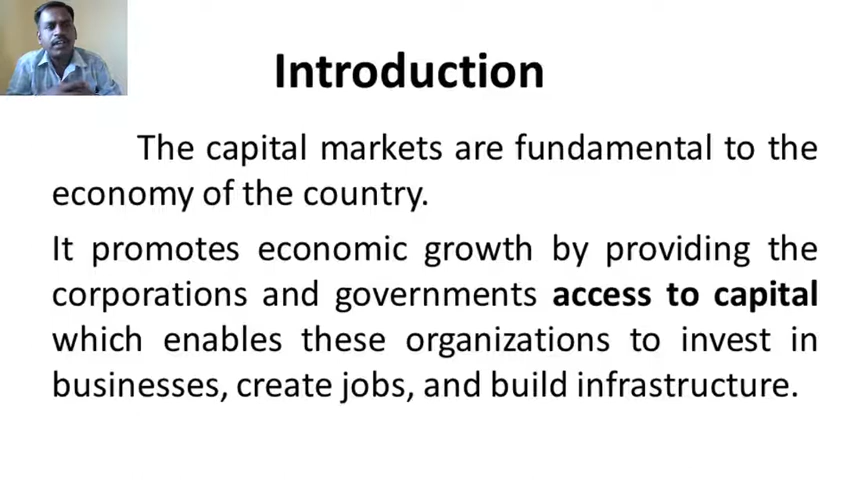 Introduction
The capital markets are fundamental to the
economy of the country.
It promotes economic growth by providing the
corporations and governments access to capital
which enables these organizations to invest in
businesses, create jobs, and build infrastructure.